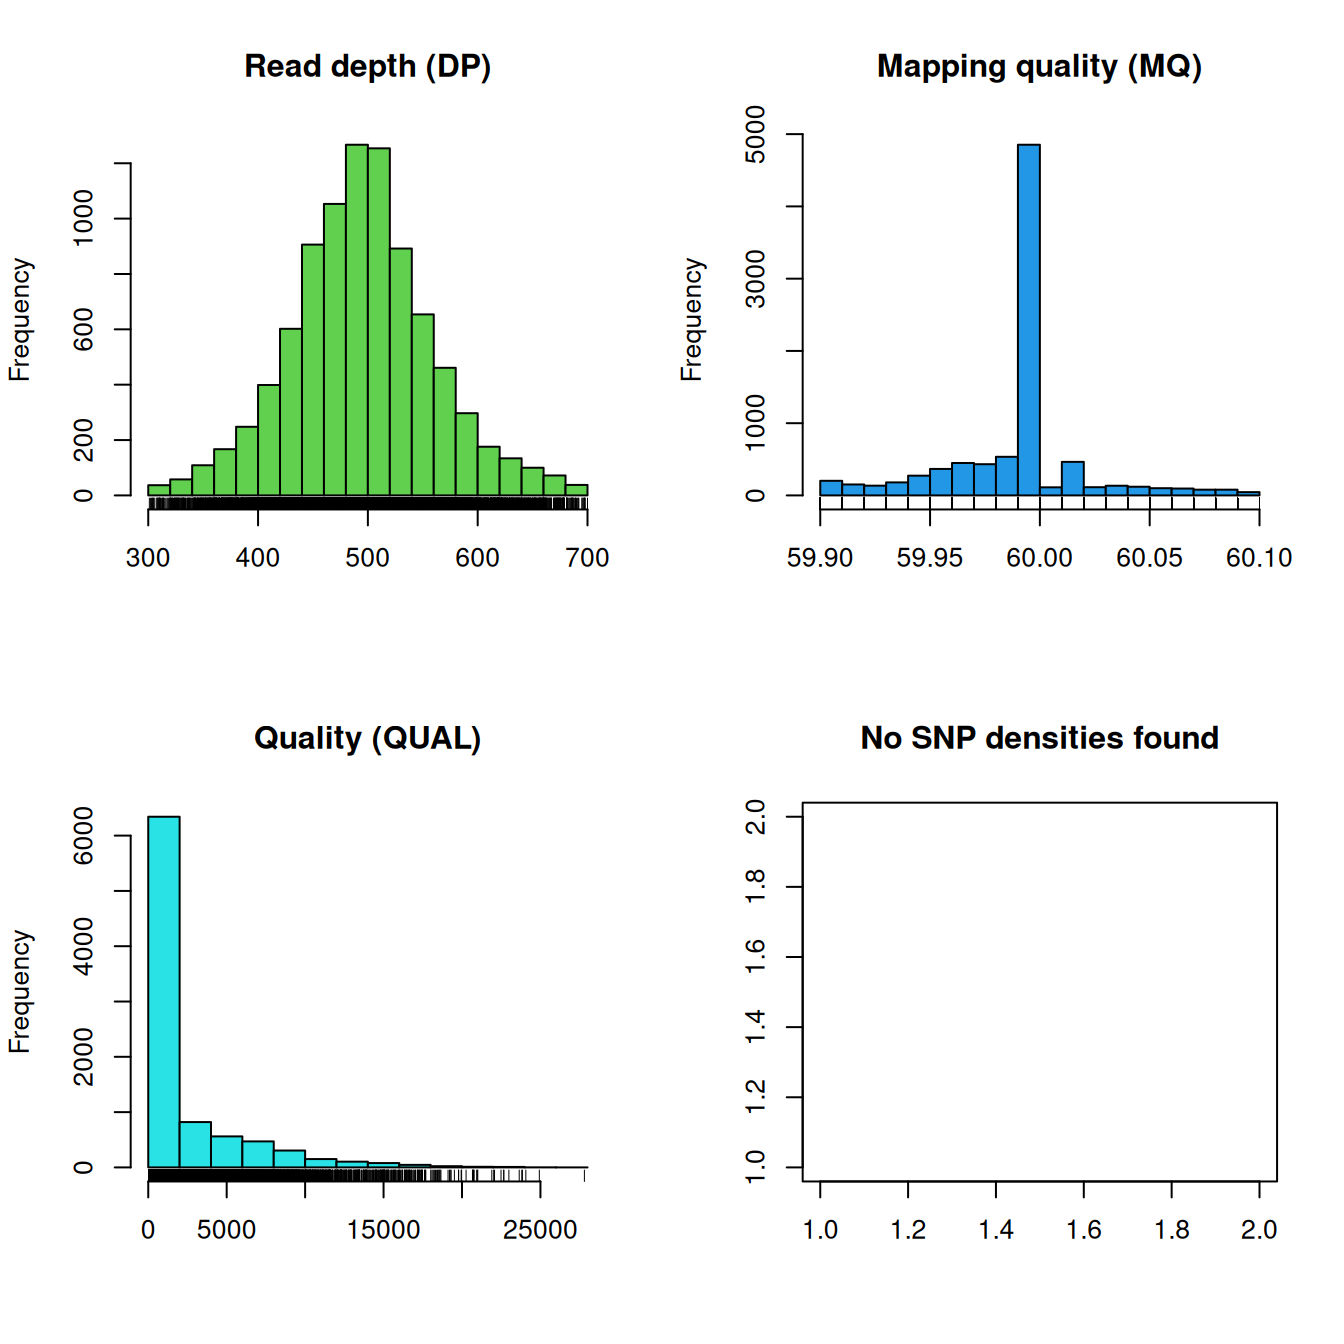 Read depth (DP)
Frequency
0 200 600 1000
300 400 500 600 700
Mapping quality (MQ)
Frequency
0 1000 3000 5000
59.90 59.95 60.00 60.05 60.10
Quality (QUAL)
Frequency
0 2000 4000 6000
0 5000 15000 25000
No SNP densities found
1.0 1.2 1.4 1.6 1.8 2.0
1.0 1.2 1.4 1.6 1.8 2.0